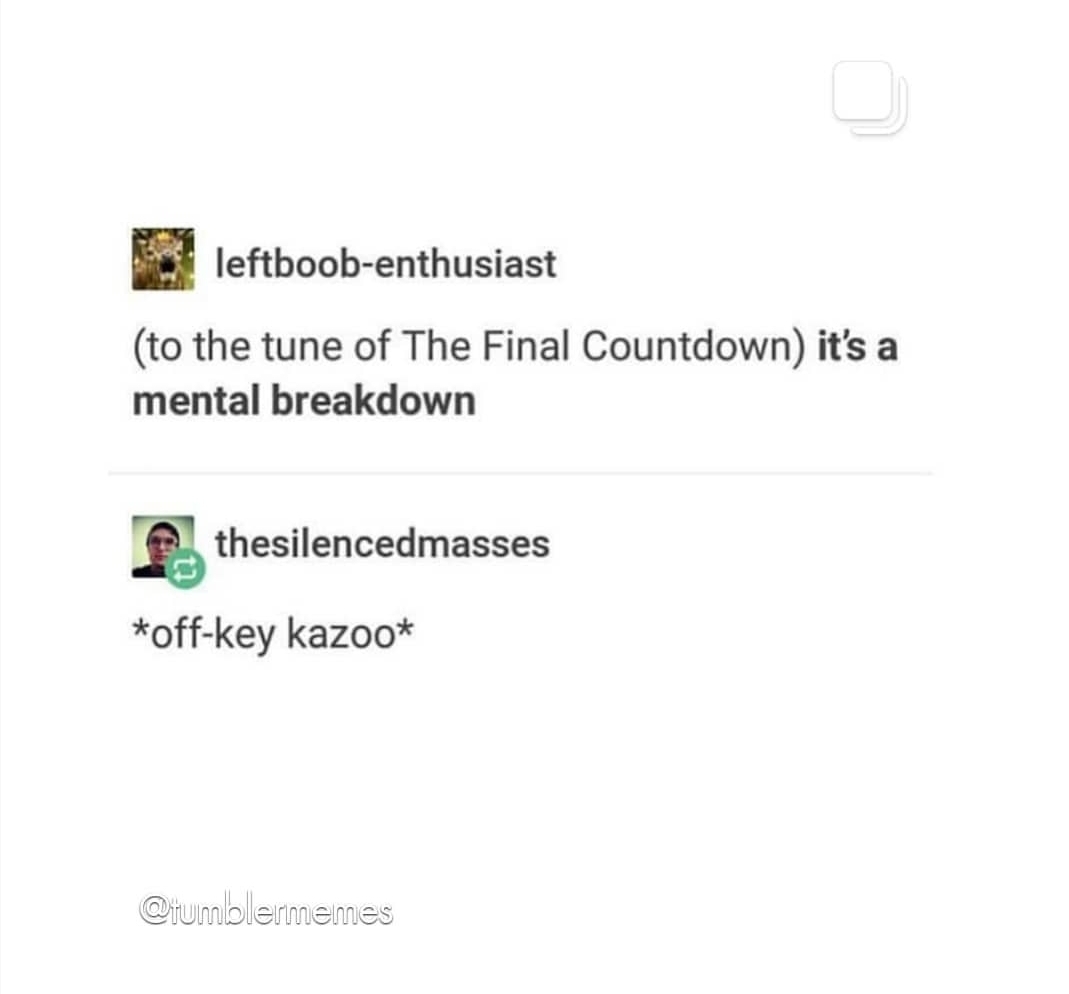 leftboob-enthusiast
(to the tune of The Final Countdown) it's a
mental breakdown
thesilencedmasses
*off-key kazoo*
@tumblermemes